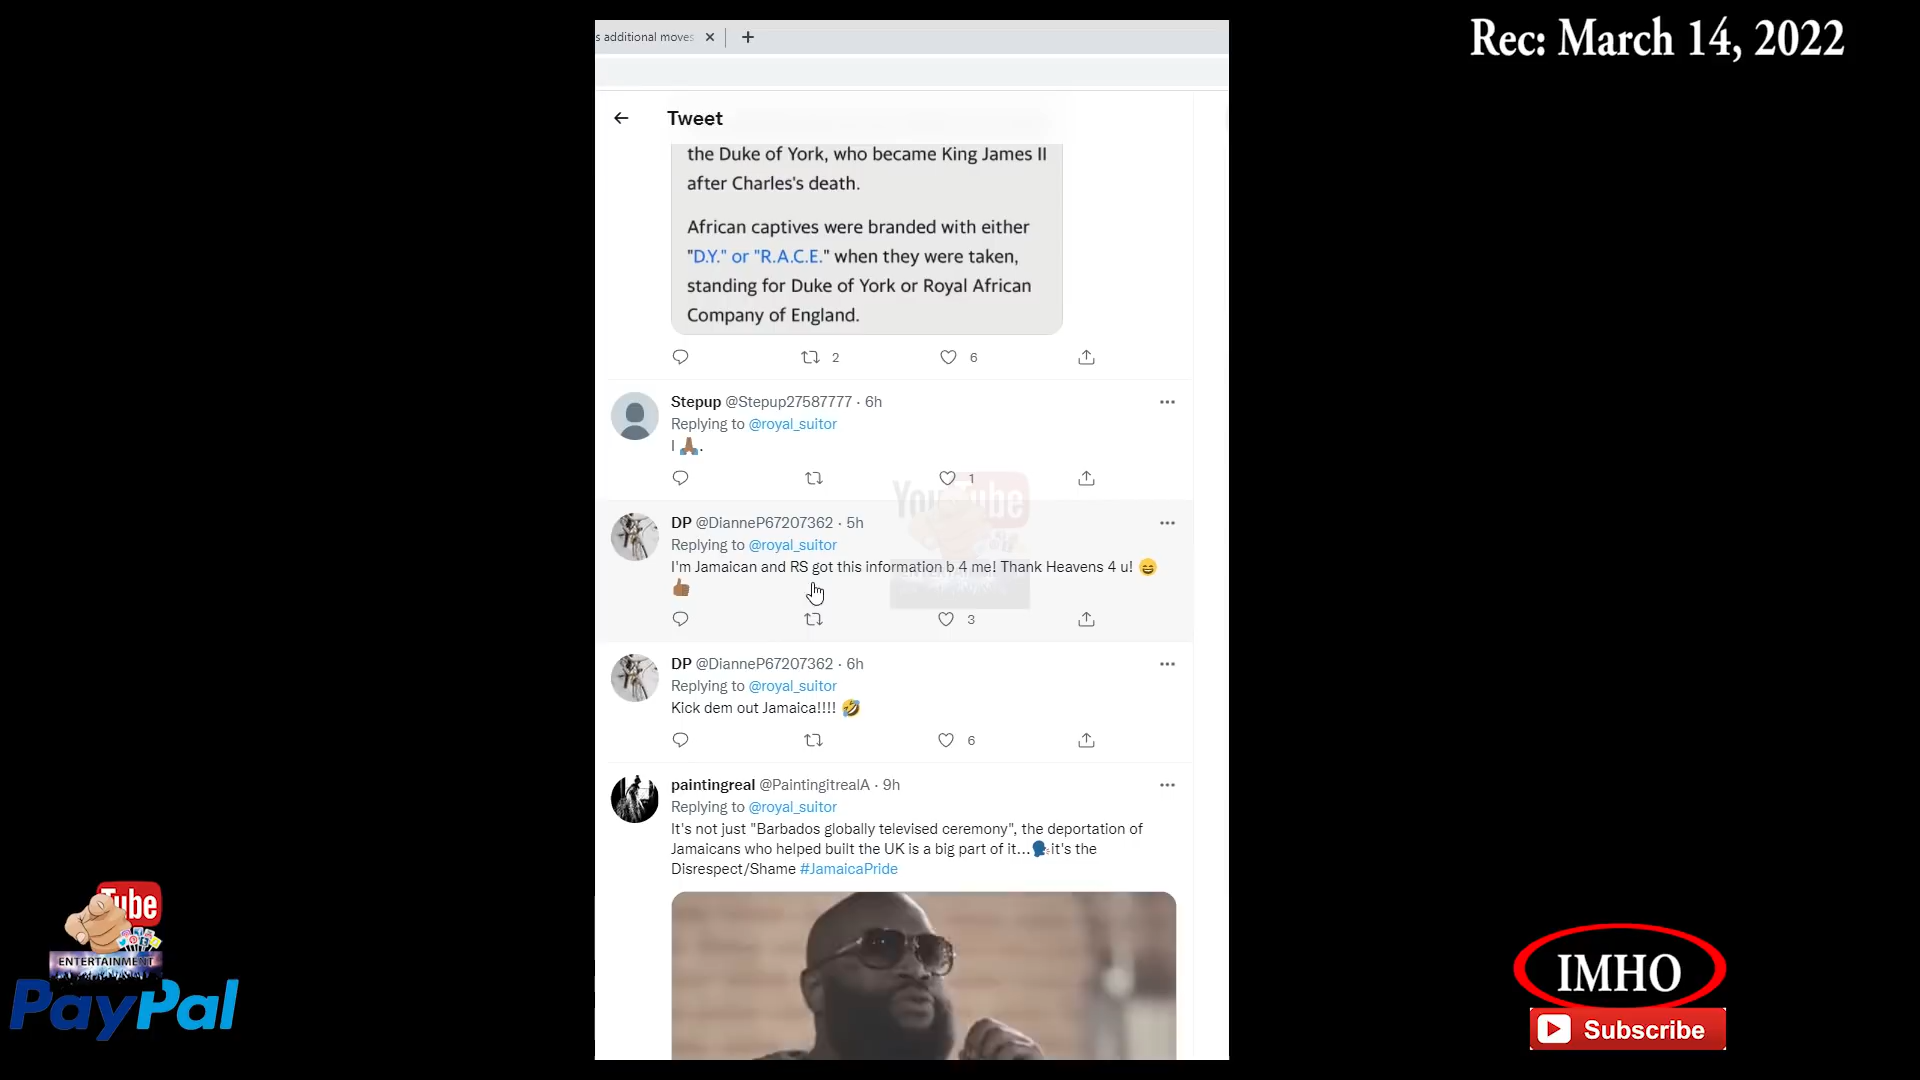 Rec: March 14, 2022
s additional moves
Tweet
the Duke of York, who became King James II
after Charles's death.
African captives were branded with either
"D.Y." or "R.A.C.E." when they were taken,
standing for Duke of York or Royal African
Company of England.
2 6
Stepup @Stepup27587777 · 6h
Replying to @royal_suitor
I 🙏🏾.
1
YouTube
DP @DianneP67207362 · 5h
Replying to @royal_suitor
I'm Jamaican and RS got this information b 4 me! Thank Heavens 4 u! 😄
👍🏾
3
DP @DianneP67207362 · 6h
Replying to @royal_suitor
Kick dem out Jamaica!!!! 🤣
6
paintingreal @PaintingitrealA · 9h
Replying to @royal_suitor
It's not just "Barbados globally televised ceremony", the deportation of
Jamaicans who helped built the UK is a big part of it...🗣it's the
Disrespect/Shame #JamaicaPride
Tube
ENTERTAINMENT
PayPal
IMHO
Subscribe